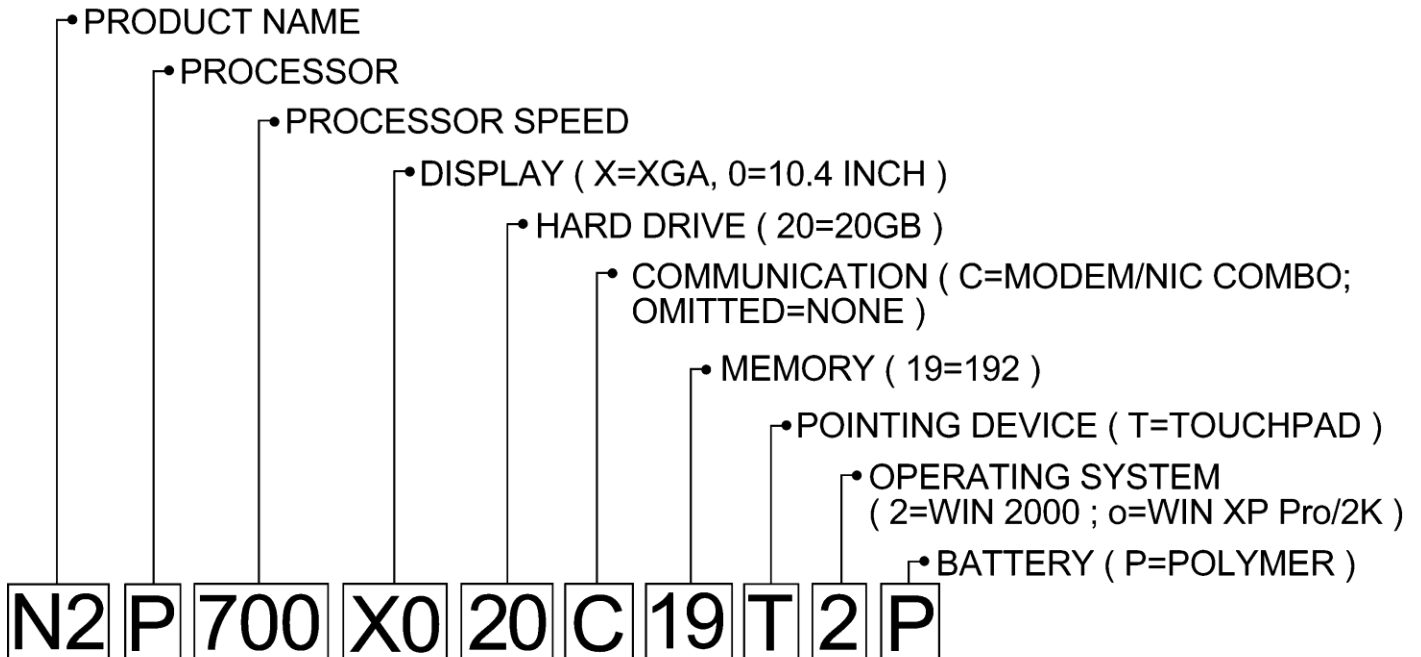 PRODUCT NAME
PROCESSOR
PROCESSOR SPEED
DISPLAY ( X=XGA, 0=10.4 INCH )
HARD DRIVE ( 20=20GB )
COMMUNICATION ( C=MODEM/NIC COMBO;
OMITTED=NONE )
MEMORY ( 19=192 )
POINTING DEVICE ( T=TOUCHPAD )
OPERATING SYSTEM
( 2=WIN 2000 ; o=WIN XP Pro/2K )
BATTERY ( P=POLYMER )
N2 P 700 X0 20 C 19 T 2 P